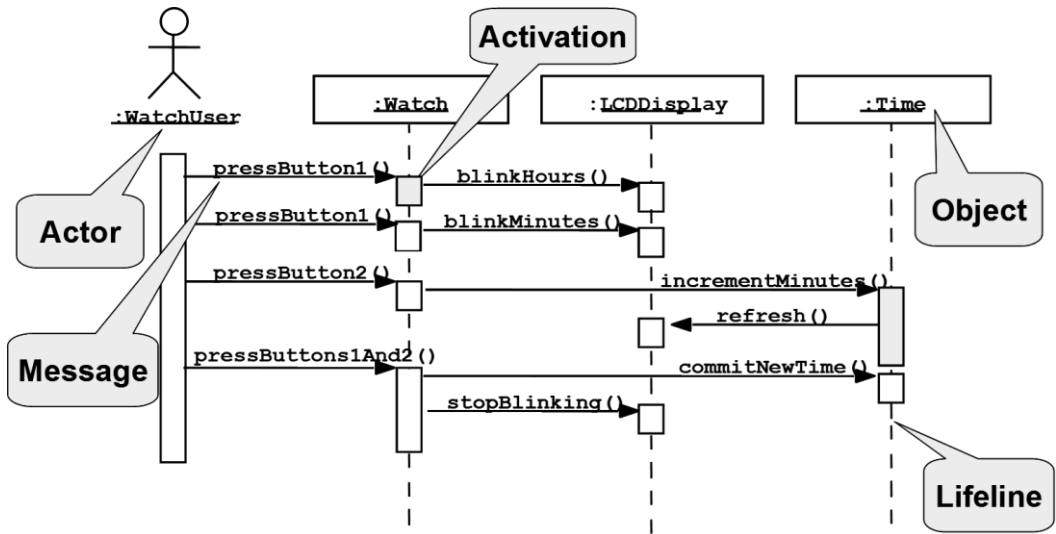 Activation
:WatchUser
:Watch
:LCDDisplay
:Time
pressButton1()
blinkHours()
pressButton1()
blinkMinutes()
Actor
Object
pressButton2()
incrementMinutes()
refresh()
Message
pressButtons1And2()
commitNewTime()
stopBlinking()
Lifeline